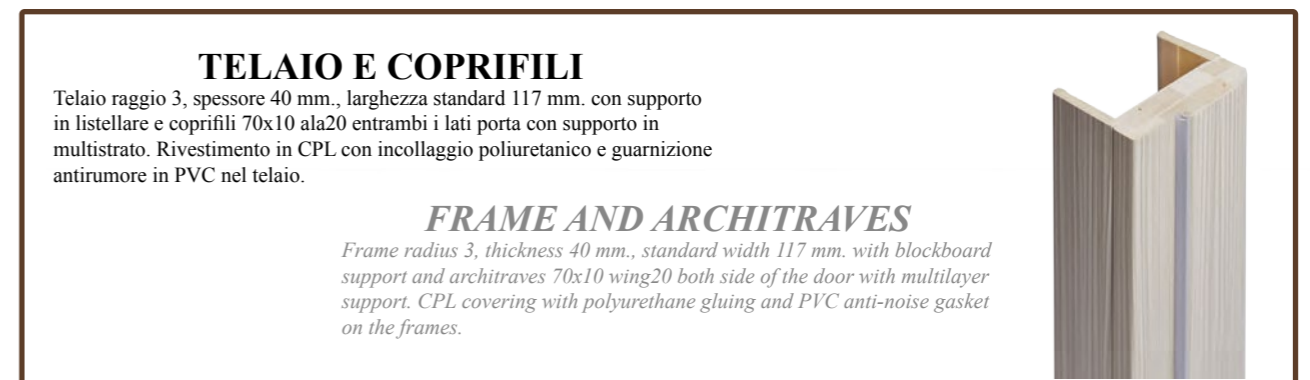 TELAIO E COPRIFILI
Telaio raggio 3, spessore 40 mm., larghezza standard 117 mm. con supporto
in listellare e coprifili 70x10 ala20 entrambi i lati porta con supporto in
multistrato. Rivestimento in CPL con incollaggio poliuretanico e guarnizione
antirumore in PVC nel telaio.
FRAME AND ARCHITRAVES
Frame radius 3, thickness 40 mm., standard width 117 mm. with blockboard
support and architraves 70x10 wing20 both side of the door with multilayer
support. CPL covering with polyurethane gluing and PVC anti-noise gasket
on the frames.